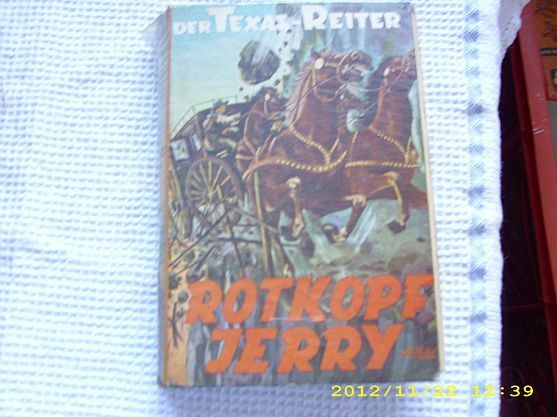 DER TEXAS-REITER
ROTKOPF
JERRY
2012/11/22 12:39